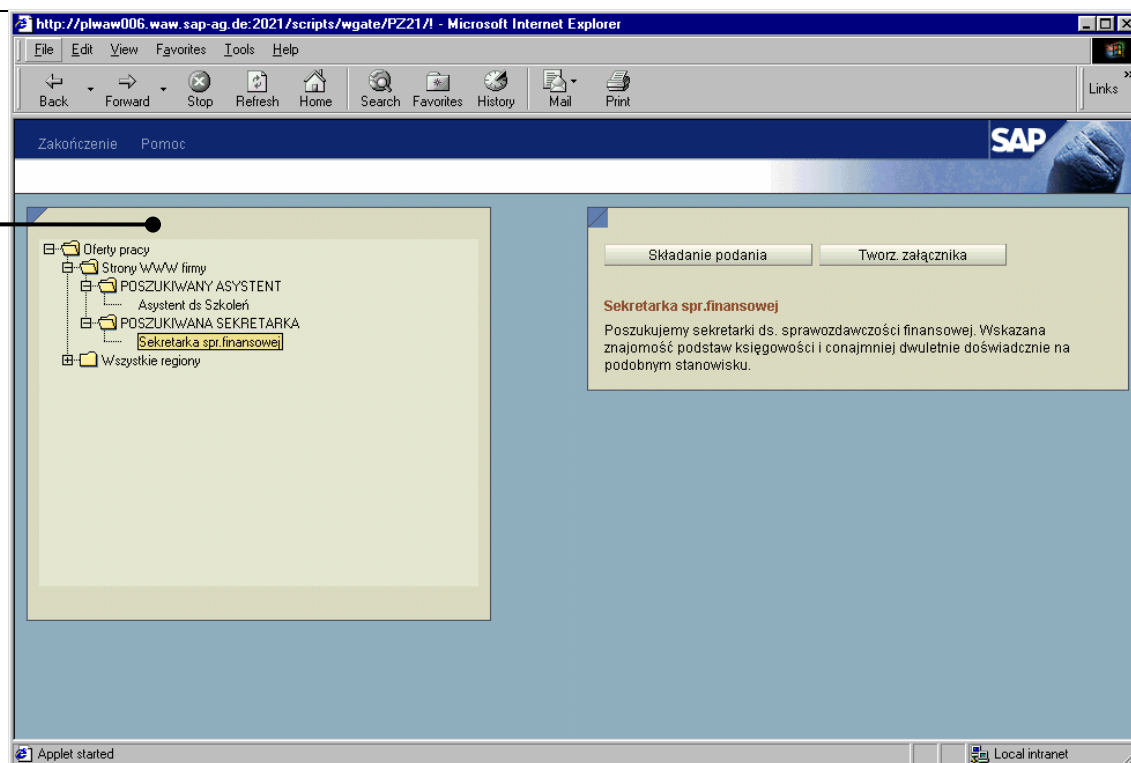 http://plwaw006.waw.sap-ag.de:2021/scripts/wgate/PZ21/! - Microsoft Internet Explorer
File Edit View Favorites Tools Help
Back Forward Stop Refresh Home Search Favorites History Mail Print Links »
Zakończenie Pomoc SAP
Oferty pracy
Strony WWW firmy
POSZUKIWANY ASYSTENT
Asystent ds Szkoleń
POSZUKIWANA SEKRETARKA
Sekretarka spr.finansowej
Wszystkie regiony
Składanie podania Tworz. załącznika
Sekretarka spr.finansowej
Poszukujemy sekretarki ds. sprawozdawczości finansowej. Wskazana
znajomość podstaw księgowości i conajmniej dwuletnie doświadcznie na
podobnym stanowisku.
Applet started Local intranet